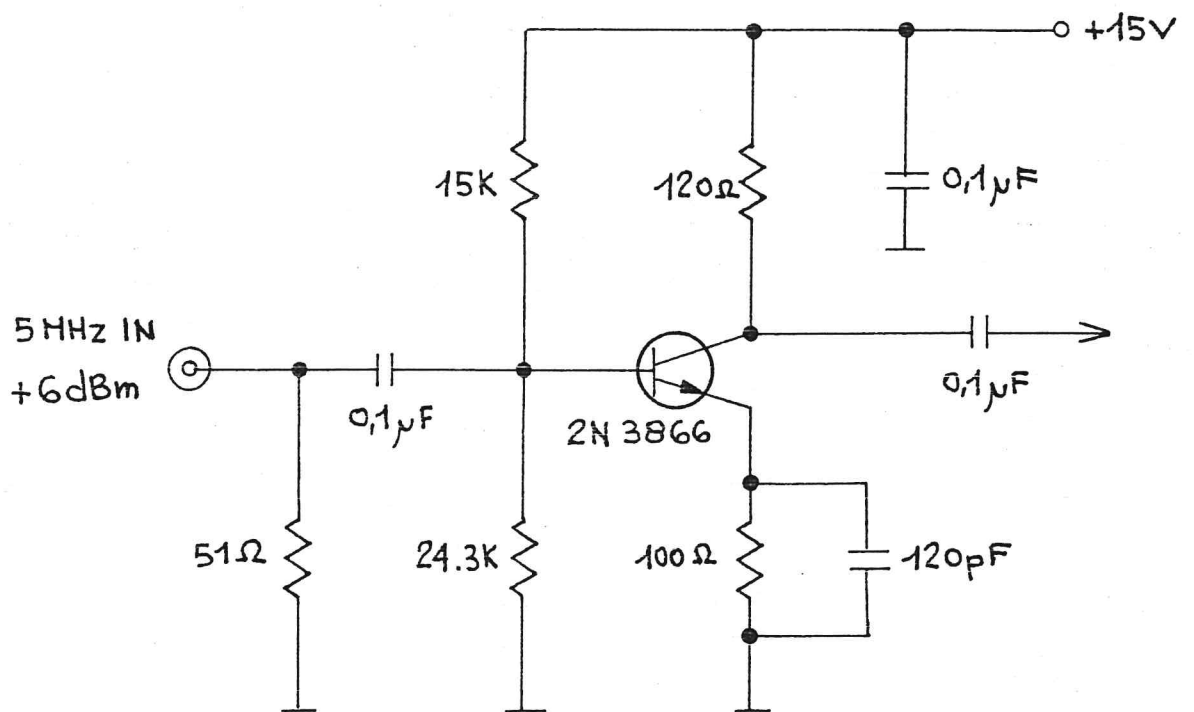 +15V
15K
120Ω
0,1μF
5 MHz IN
+6dBm
0,1μF
2N 3866
0,1μF
51Ω
24.3K
100Ω
120pF